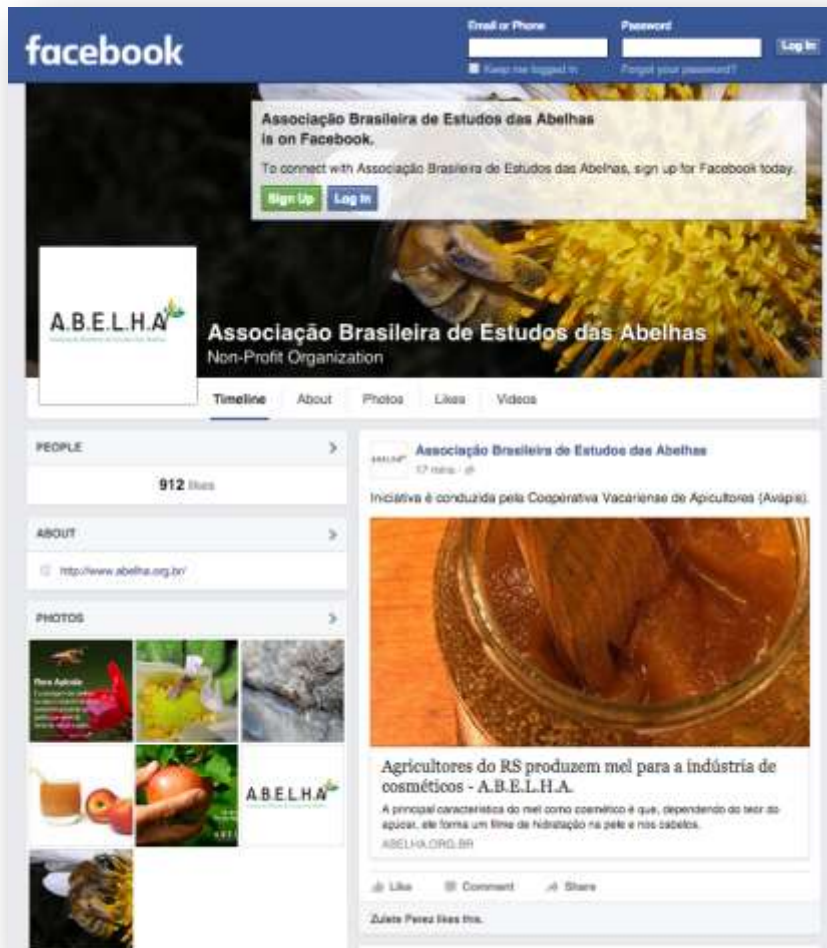 facebook
Email or Phone
Password
Log In
Keep me logged in
Forgot your password?
Associação Brasileira de Estudos das Abelhas
is on Facebook.
To connect with Associação Brasileira de Estudos das Abelhas, sign up for Facebook today.
Sign Up
Log In
A.B.E.L.H.A
Associação Brasileira de Estudos das Abelhas
Non-Profit Organization
Timeline
About
Photos
Likes
Videos
PEOPLE
912 likes
ABOUT
http://www.abelha.org.br/
PHOTOS
Flora Apícola
A.B.E.L.H.A
Associação Brasileira de Estudos das Abelhas
17 mins
Iniciativa é conduzida pela Cooperativa Vacariense de Apicultores (Avapis).
Agricultores do RS produzem mel para a indústria de
cosméticos - A.B.E.L.H.A.
A principal característica do mel como cosmético é que, dependendo do teor do
açúcar, ele forma um filme de hidratação na pele e nos cabelos.
ABELHA.ORG.BR
Like
Comment
Share
Zulete Perez likes this.